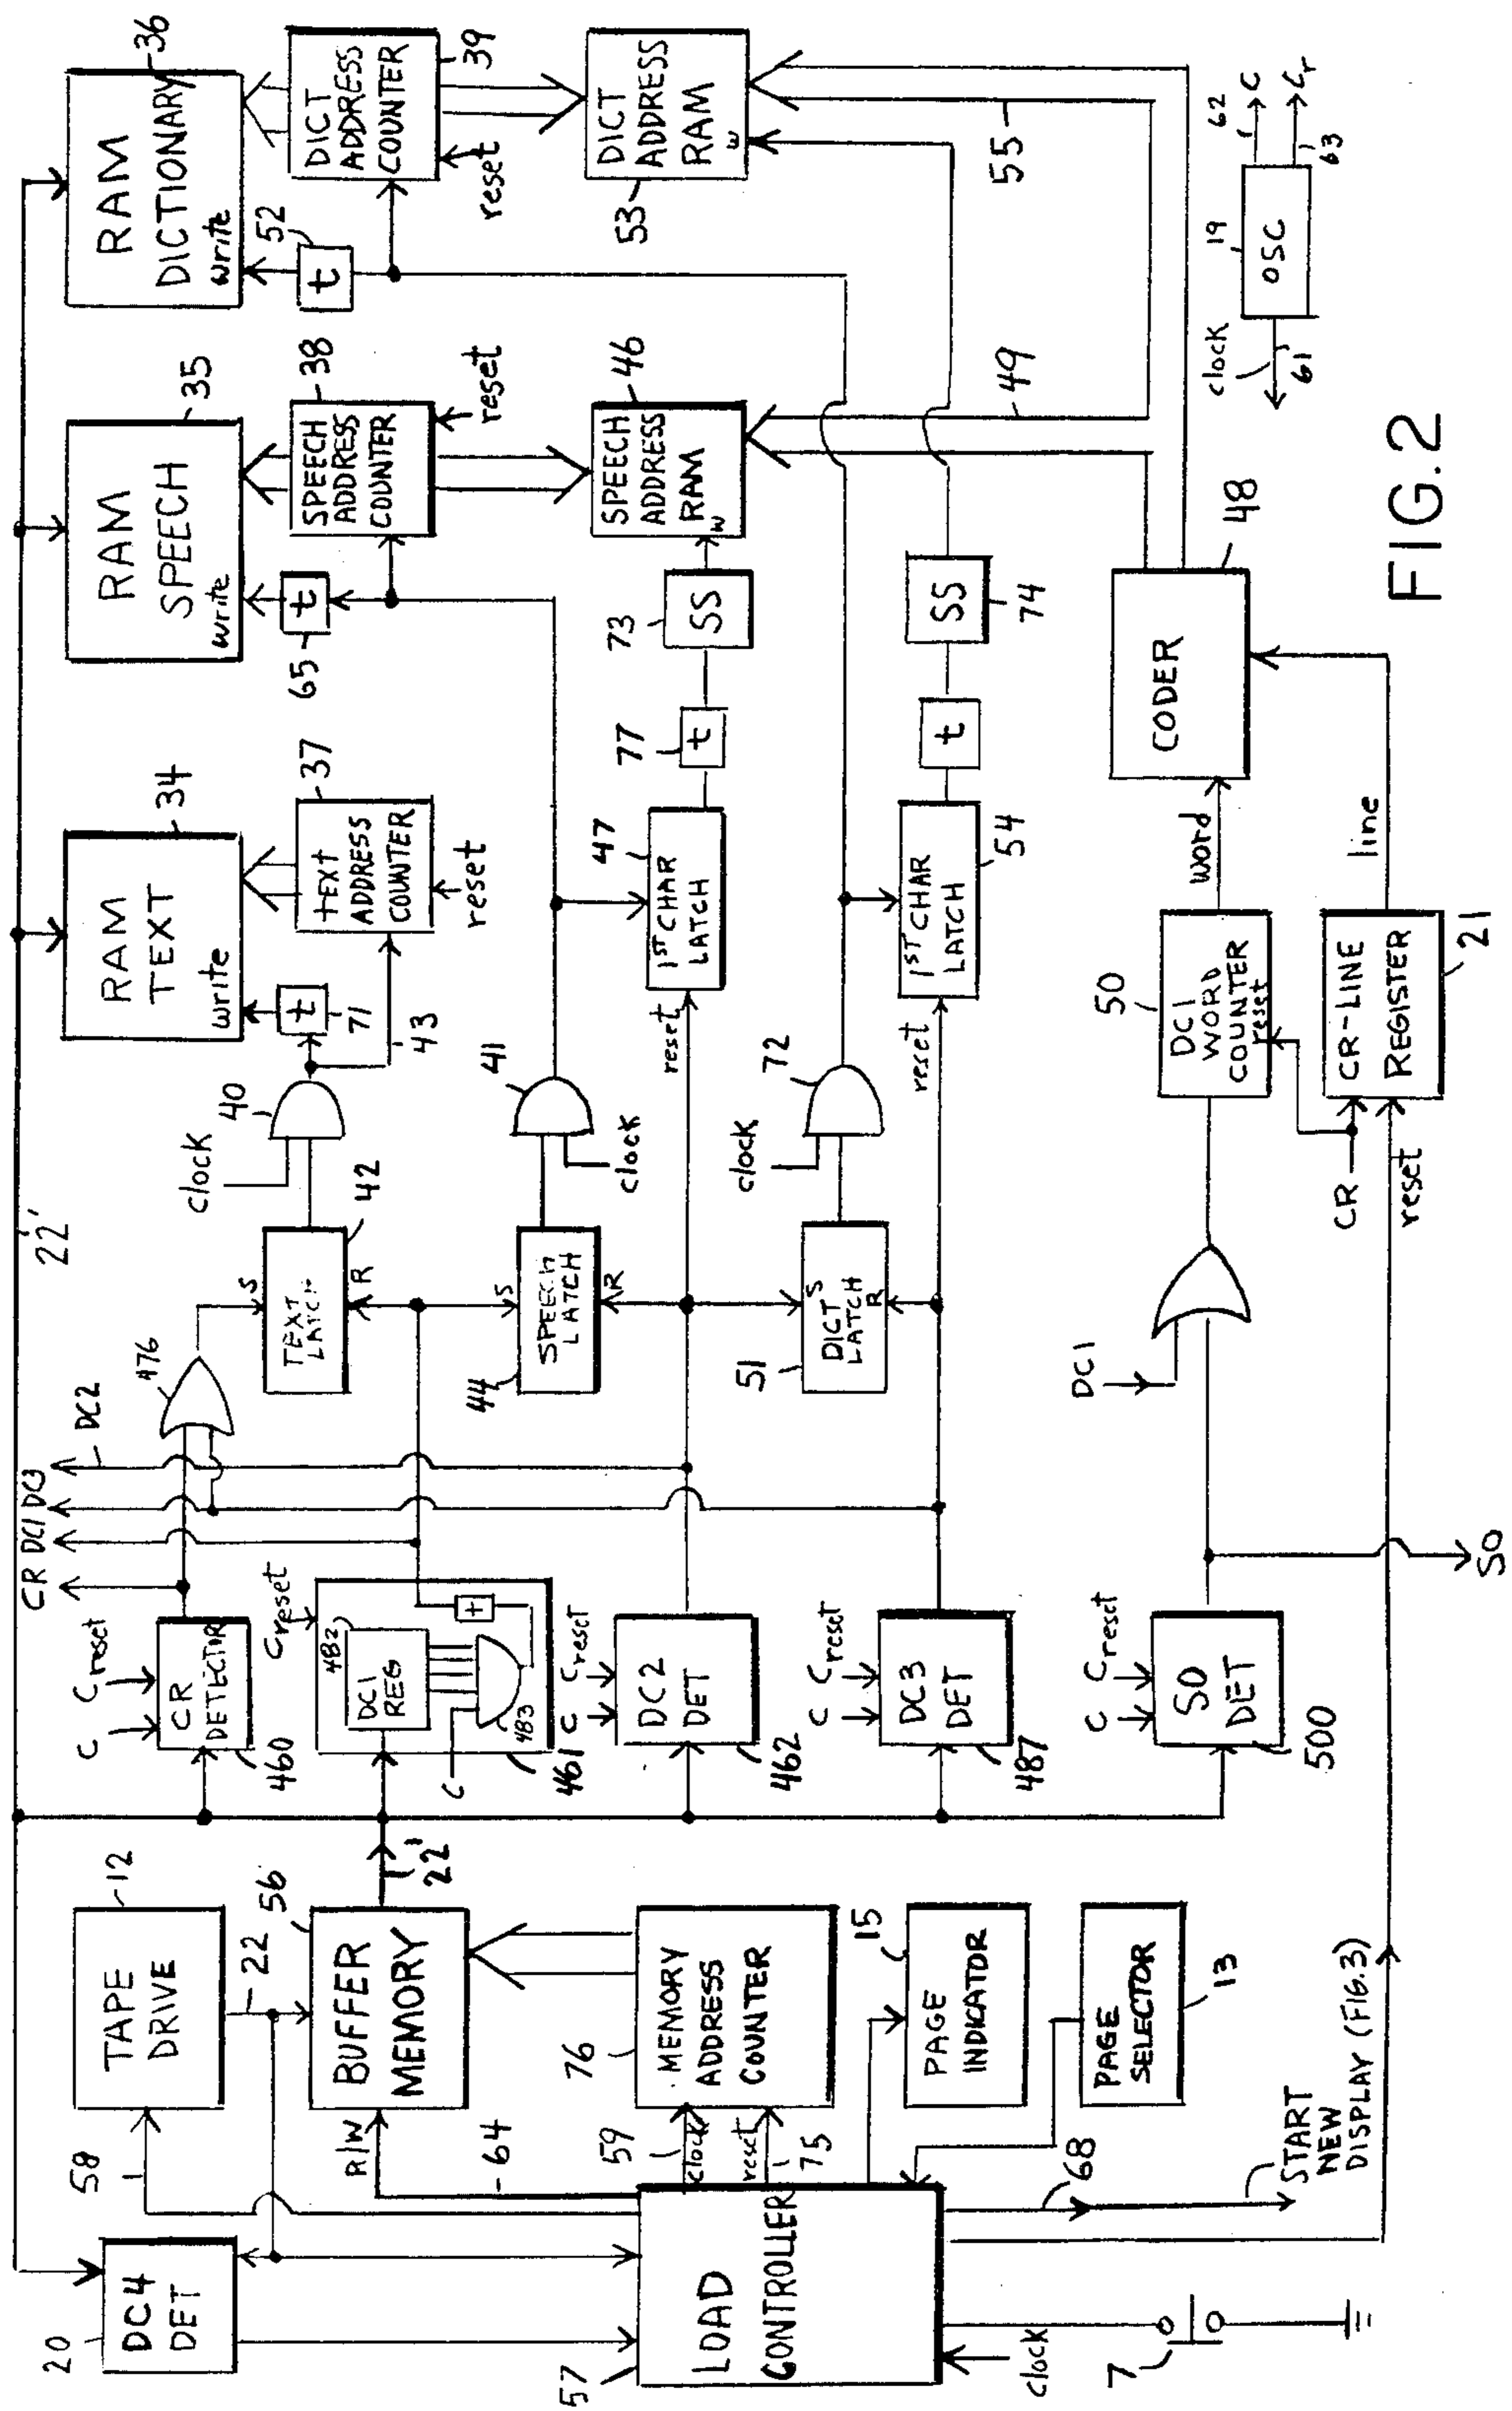 20
DC4
DET
58
TAPE
DRIVE
12
22
BUFFER
MEMORY
56
R/W
64
22'
57
LOAD
CONTROLLER
clock
7
59
clock
reset
75
76
MEMORY
ADDRESS
COUNTER
PAGE
INDICATOR
15
PAGE
SELECTOR
13
68
START
NEW
DISPLAY (FIG.3)
22'
CR
DC1
DC3
DC2
C
Creset
CR
DETECTOR
460
Creset
482
DC1
REG
t
483
C
461
C
Creset
DC2
DET
462
C
Creset
DC3
DET
487
C
Creset
SO
DET
500
SO
476
S
TEXT
LATCH
R
42
clock
40
71
t
43
RAM
TEXT
write
34
TEXT
ADDRESS
COUNTER
37
reset
S
SPEECH
LATCH
R
44
41
clock
65
t
RAM
SPEECH
write
35
SPEECH
ADDRESS
COUNTER
38
reset
reset
1ST CHAR
LATCH
47
77
t
73
SS
SPEECH
ADDRESS
RAM
W
46
DICT
LATCH
S
R
51
clock
72
52
t
RAM
DICTIONARY
write
36
DICT
ADDRESS
COUNTER
39
reset
reset
1ST CHAR
LATCH
54
t
SS
74
53
DICT
ADDRESS
RAM
W
49
55
DC1
50
DC1
WORD
COUNTER
reset
word
CODER
48
CR
reset
CR-LINE
REGISTER
21
line
clock
61
19
OSC
62
C
63
Cr
FIG.2